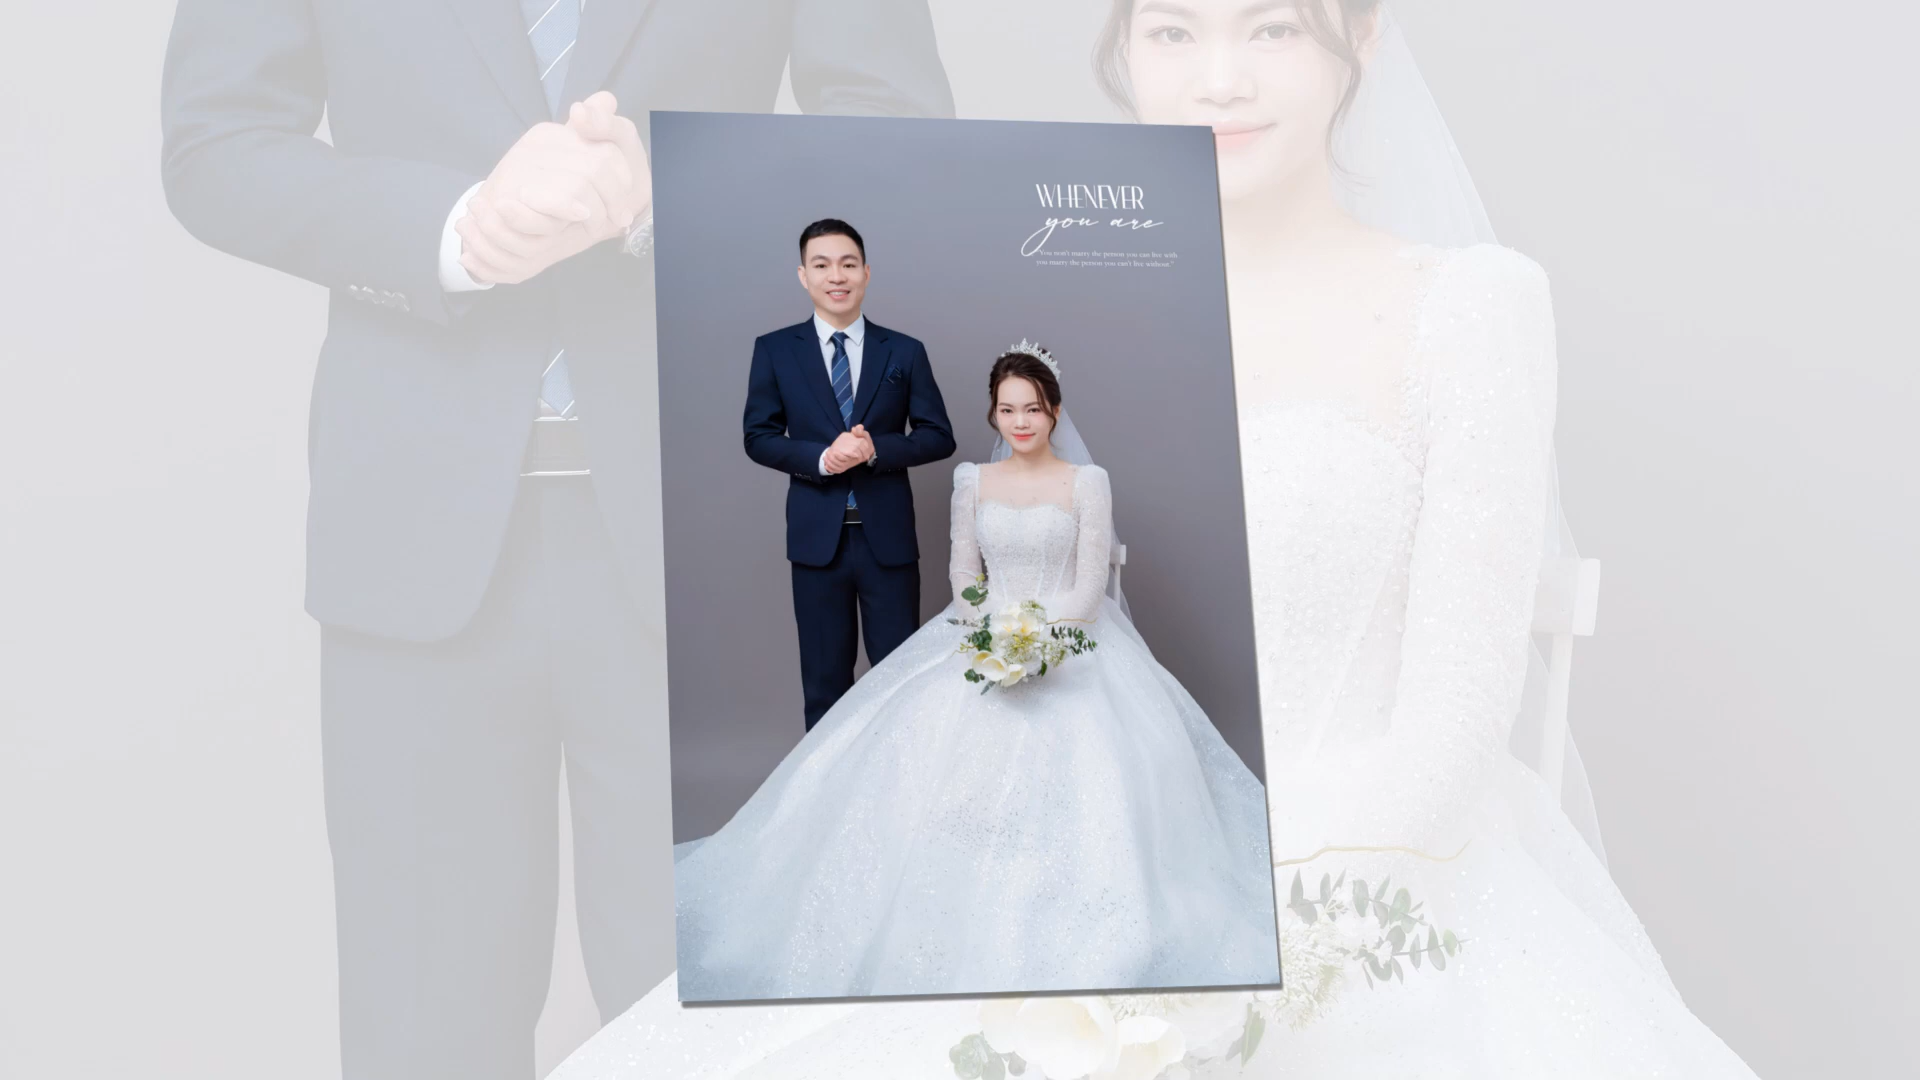 WHENEVER
you are
"You won't marry the person you can live with
you marry the person you can't live without."